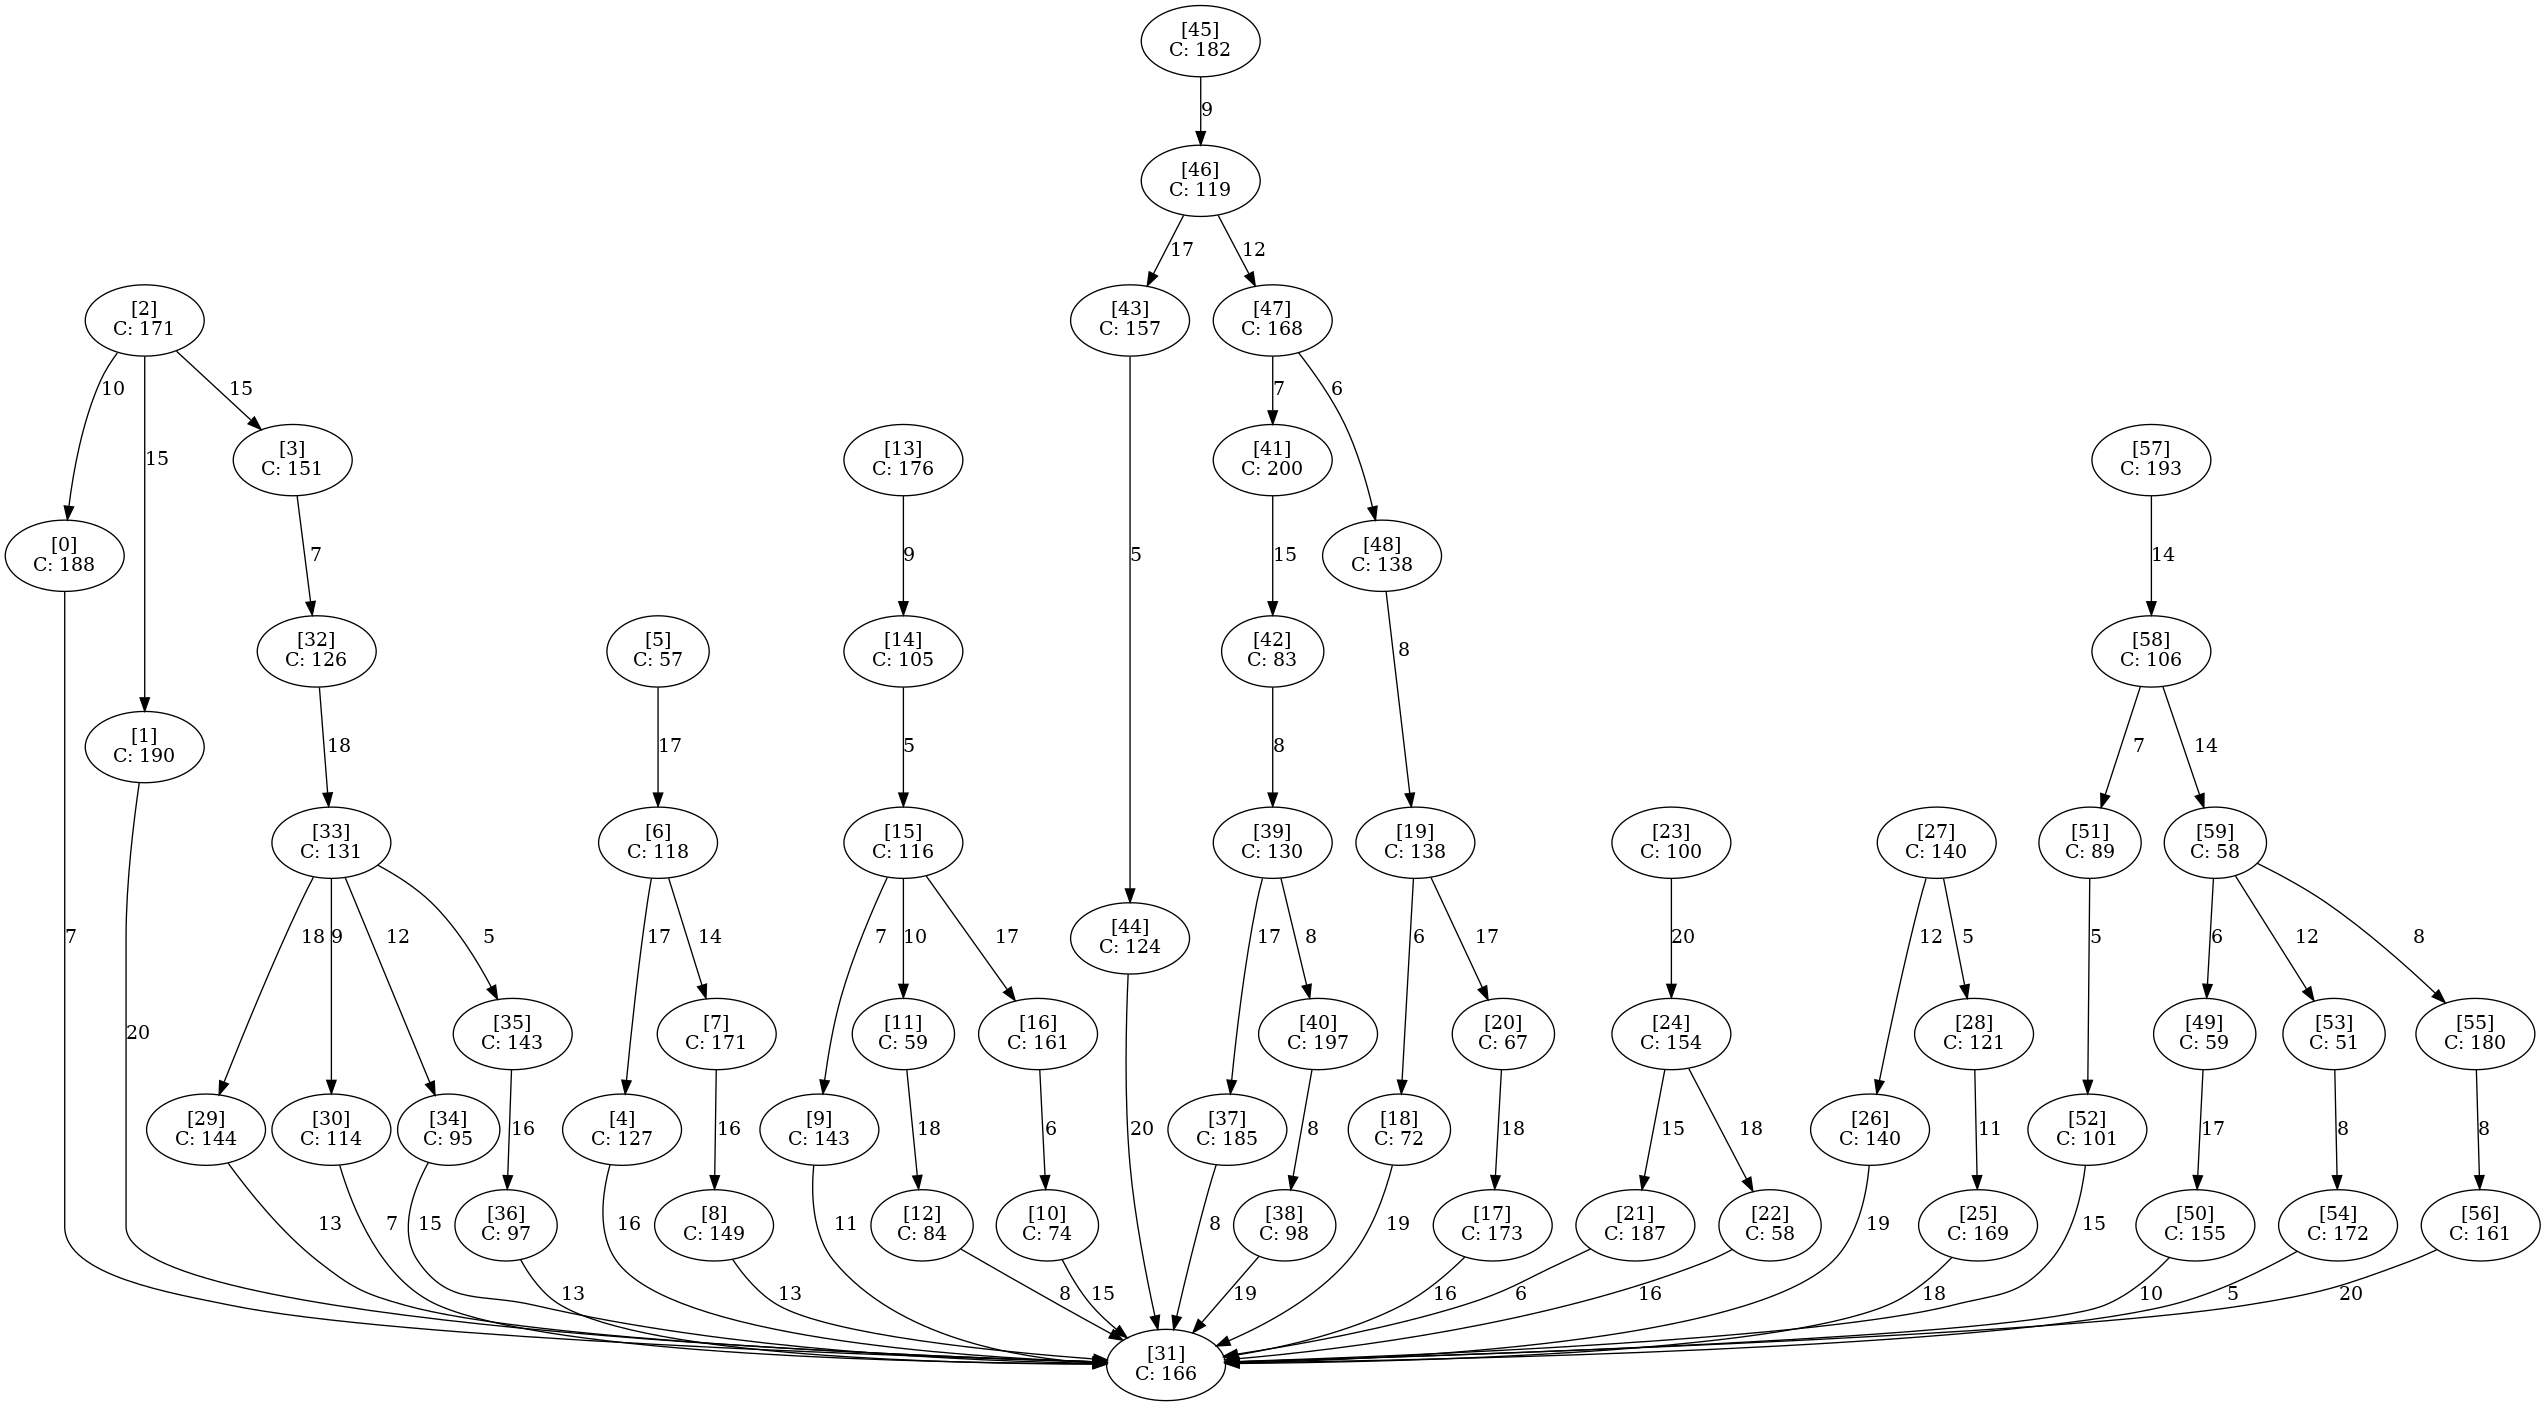 [45]
C: 182
9
[46]
C: 119
17
12
[2]
C: 171
[43]
C: 157
[47]
C: 168
10
15
7
6
15
[3]
C: 151
[13]
C: 176
[41]
C: 200
[57]
C: 193
[0]
C: 188
7
9
5
15
[48]
C: 138
14
[32]
C: 126
[5]
C: 57
[14]
C: 105
[42]
C: 83
8
[58]
C: 106
[1]
C: 190
18
17
5
8
7
14
[33]
C: 131
[6]
C: 118
[15]
C: 116
[39]
C: 130
[19]
C: 138
[23]
C: 100
[27]
C: 140
[51]
C: 89
[59]
C: 58
7
18
9
12
5
17
14
7
10
17
[44]
C: 124
17
8
6
17
20
12
5
5
6
12
8
20
[35]
C: 143
[7]
C: 171
[11]
C: 59
[16]
C: 161
[40]
C: 197
[20]
C: 67
[24]
C: 154
[28]
C: 121
[49]
C: 59
[53]
C: 51
[55]
C: 180
[29]
C: 144
[30]
C: 114
[34]
C: 95
16
[4]
C: 127
16
[9]
C: 143
18
6
20
[37]
C: 185
8
[18]
C: 72
18
15
18
[26]
C: 140
11
[52]
C: 101
17
8
8
13
7
15
[36]
C: 97
16
[8]
C: 149
11
[12]
C: 84
[10]
C: 74
8
[38]
C: 98
19
[17]
C: 173
[21]
C: 187
[22]
C: 58
19
[25]
C: 169
15
[50]
C: 155
[54]
C: 172
[56]
C: 161
13
13
8
15
19
16
6
16
18
10
5
20
[31]
C: 166